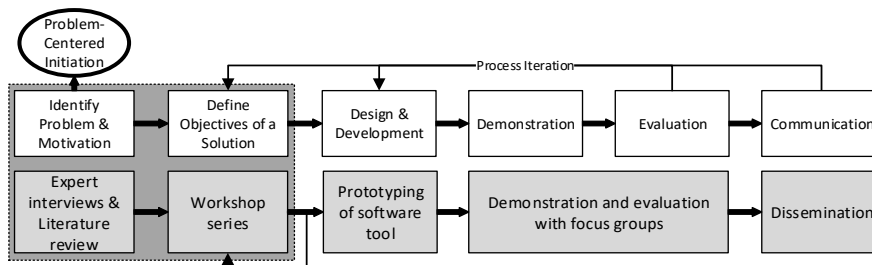 Problem-
Centered
Initiation
Process Iteration
Identify
Problem &
Motivation
Define
Objectives of a
Solution
Design &
Development
Demonstration
Evaluation
Communication
Expert
interviews &
Literature
review
Workshop
series
Prototyping
of software
tool
Demonstration and evaluation
with focus groups
Dissemination